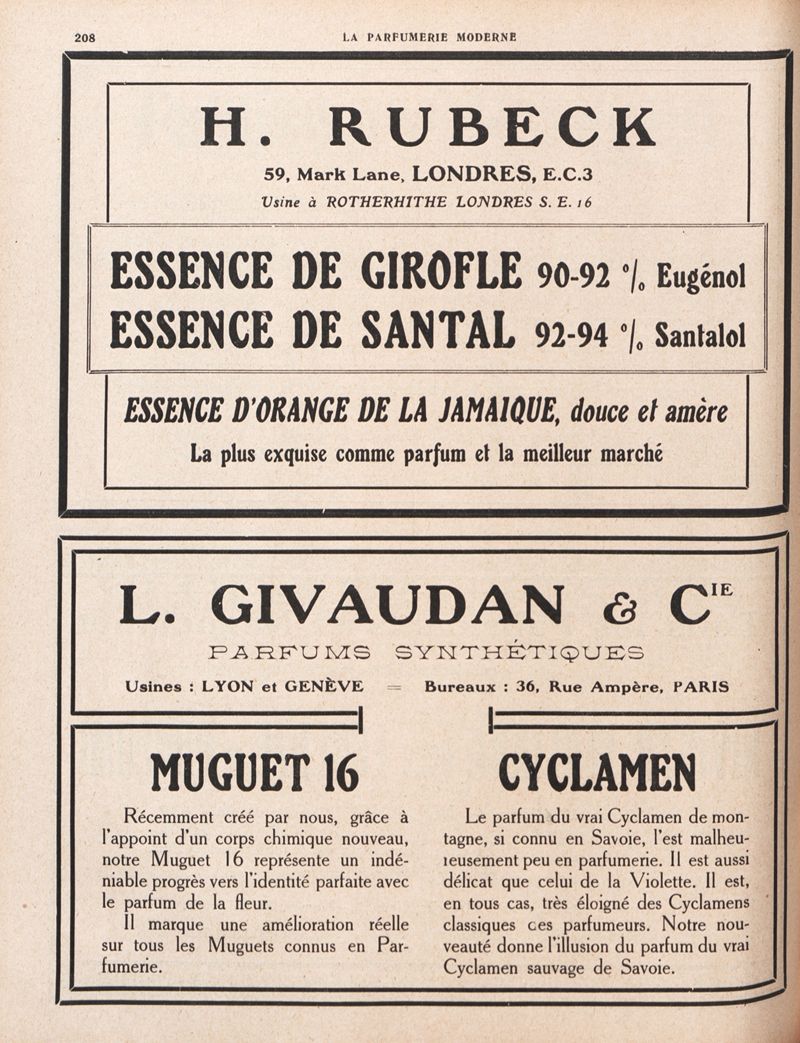 208
LA PARFUMERIE MODERNE
H. RUBECK
59, Mark Lane, LONDRES, E.C.3
Usine à ROTHERHITHE LONDRES S. E. 16
ESSENCE DE GIROFLE 90-92 % Eugénol
ESSENCE DE SANTAL 92-94 % Santalol
ESSENCE D'ORANGE DE LA JAMAIQUE, douce et amère
La plus exquise comme parfum et la meilleur marché
L. GIVAUDAN & CIE
PARFUMS SYNTHÉTIQUES
Usines : LYON et GENÈVE = Bureaux : 36, Rue Ampère, PARIS
MUGUET 16
Récemment créé par nous, grâce à
l'appoint d'un corps chimique nouveau,
notre Muguet 16 représente un indé-
niable progrès vers l'identité parfaite avec
le parfum de la fleur.
Il marque une amélioration réelle
sur tous les Muguets connus en Par-
fumerie.
CYCLAMEN
Le parfum du vrai Cyclamen de mon-
tagne, si connu en Savoie, l'est malheu-
reusement peu en parfumerie. Il est aussi
délicat que celui de la Violette. Il est,
en tous cas, très éloigné des Cyclamens
classiques des parfumeurs. Notre nou-
veauté donne l'illusion du parfum du vrai
Cyclamen sauvage de Savoie.